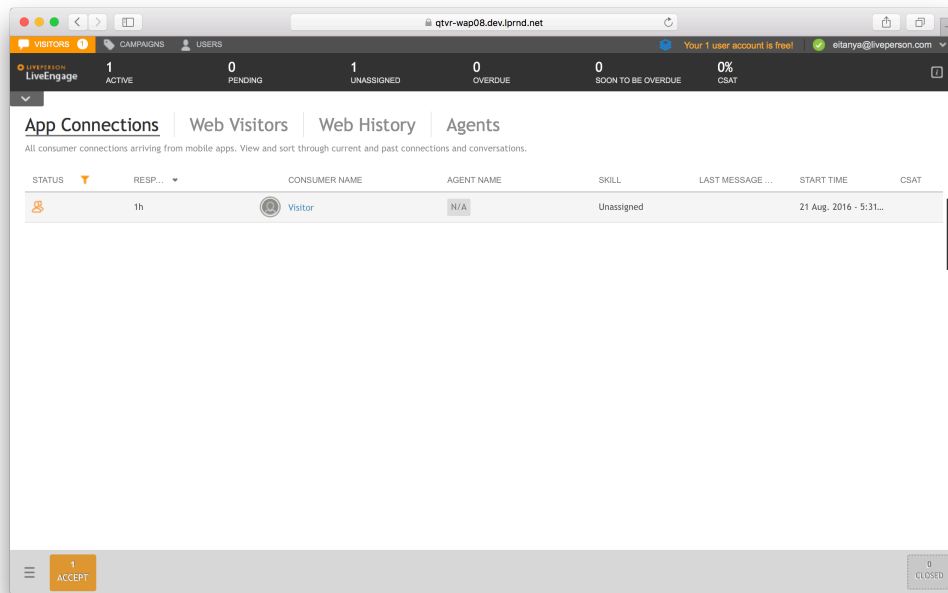 qtvr-wap08.dev.lprnd.net
VISITORS 1 CAMPAIGNS USERS Your 1 user account is free! eitanya@liveperson.com
LIVEPERSON
LiveEngage
1 0 1 0 0 0%
ACTIVE PENDING UNASSIGNED OVERDUE SOON TO BE OVERDUE CSAT
App Connections Web Visitors Web History Agents
All consumer connections arriving from mobile apps. View and sort through current and past connections and conversations.
STATUS RESP... CONSUMER NAME AGENT NAME SKILL LAST MESSAGE ... START TIME CSAT
1h Visitor N/A Unassigned 21 Aug. 2016 - 5:31...
1 0
ACCEPT CLOSED